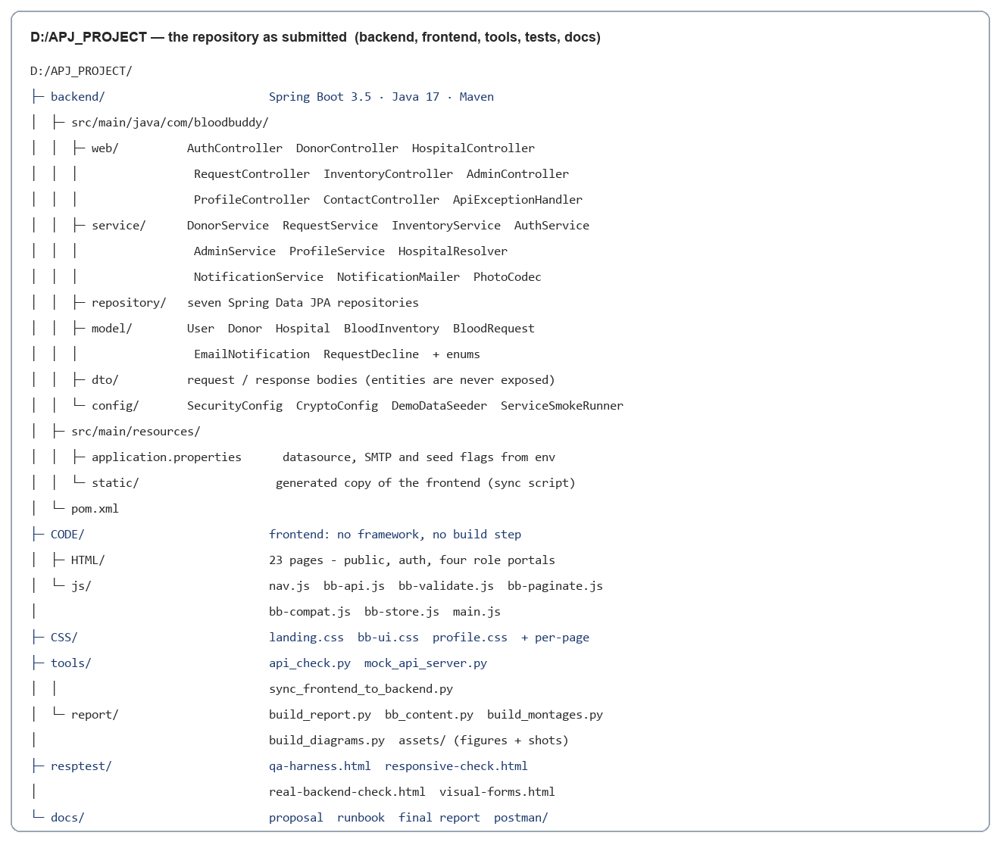 D:/APJ_PROJECT — the repository as submitted  (backend, frontend, tools, tests, docs)
D:/APJ_PROJECT/
├─ backend/                        Spring Boot 3.5 · Java 17 · Maven
│  ├─ src/main/java/com/bloodbuddy/
│  │  ├─ web/          AuthController  DonorController  HospitalController
│  │  │                 RequestController  InventoryController  AdminController
│  │  │                 ProfileController  ContactController  ApiExceptionHandler
│  │  ├─ service/      DonorService  RequestService  InventoryService  AuthService
│  │  │                 AdminService  ProfileService  HospitalResolver
│  │  │                 NotificationService  NotificationMailer  PhotoCodec
│  │  ├─ repository/   seven Spring Data JPA repositories
│  │  ├─ model/        User  Donor  Hospital  BloodInventory  BloodRequest
│  │  │                 EmailNotification  RequestDecline  + enums
│  │  ├─ dto/          request / response bodies (entities are never exposed)
│  │  └─ config/       SecurityConfig  CryptoConfig  DemoDataSeeder  ServiceSmokeRunner
│  ├─ src/main/resources/
│  │  ├─ application.properties      datasource, SMTP and seed flags from env
│  │  └─ static/                    generated copy of the frontend (sync script)
│  └─ pom.xml
├─ CODE/                           frontend: no framework, no build step
│  ├─ HTML/                        23 pages - public, auth, four role portals
│  └─ js/                          nav.js  bb-api.js  bb-validate.js  bb-paginate.js
│                                  bb-compat.js  bb-store.js  main.js
├─ CSS/                            landing.css  bb-ui.css  profile.css  + per-page
├─ tools/                          api_check.py  mock_api_server.py
│  │                               sync_frontend_to_backend.py
│  └─ report/                      build_report.py  bb_content.py  build_montages.py
│                                  build_diagrams.py  assets/ (figures + shots)
├─ resptest/                       qa-harness.html  responsive-check.html
│                                  real-backend-check.html  visual-forms.html
└─ docs/                           proposal  runbook  final report  postman/